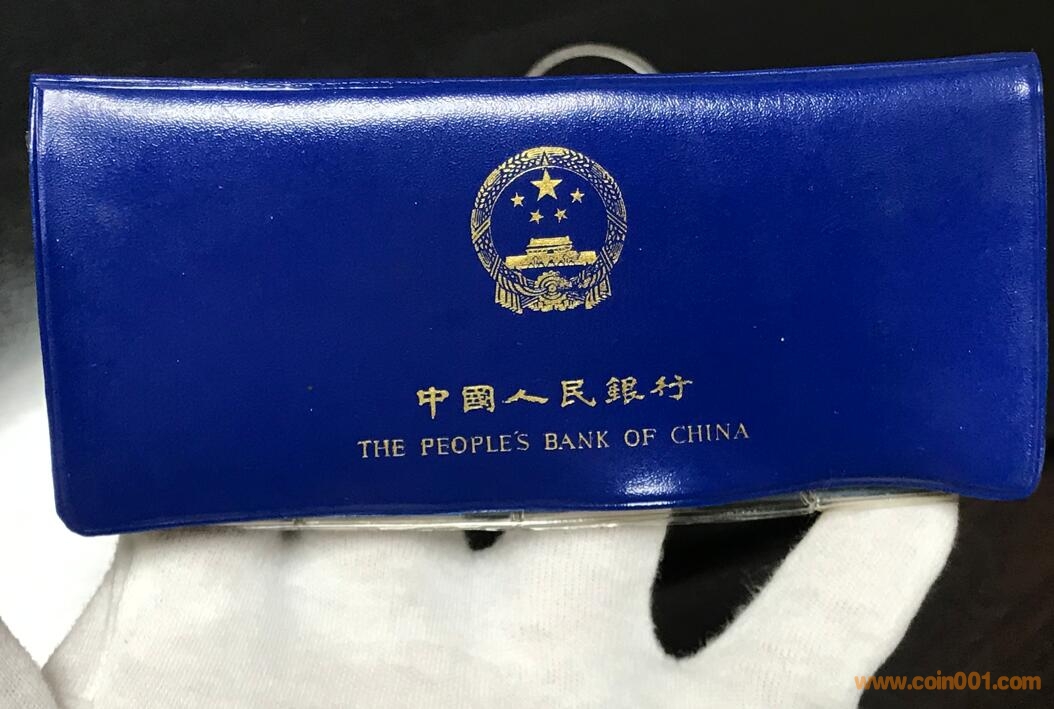 中國人民銀行
THE PEOPLE'S BANK OF CHINA
www.coin001.com